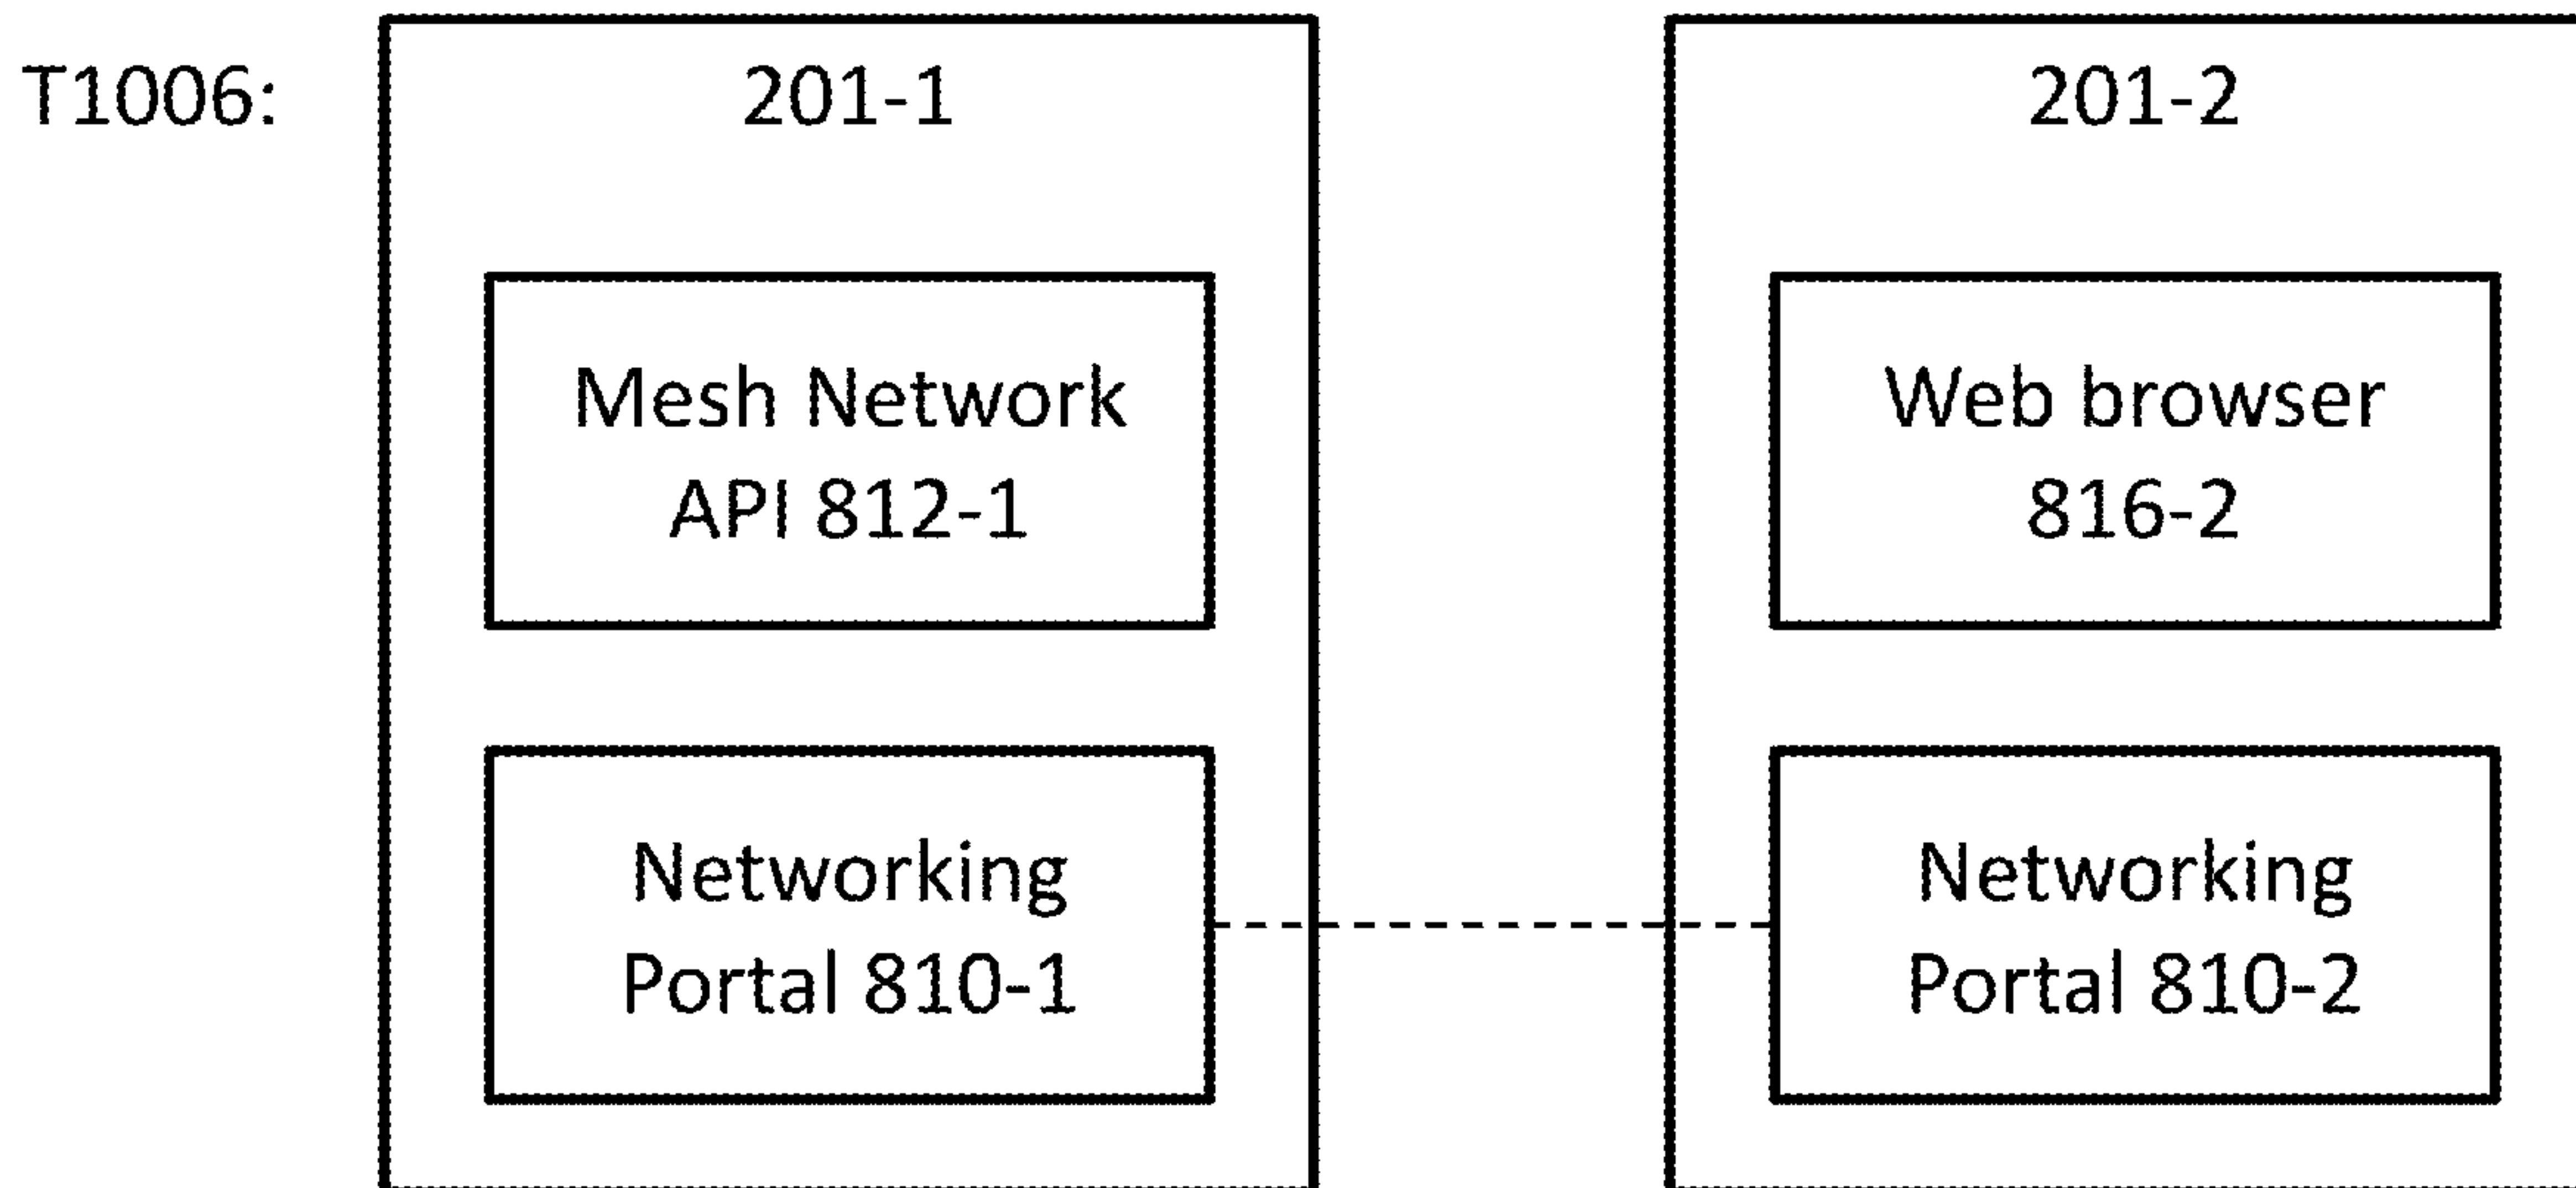 T1006:
201-1
201-2
Mesh Network
API 812-1
Web browser
816-2
Networking
Portal 810-1
Networking
Portal 810-2